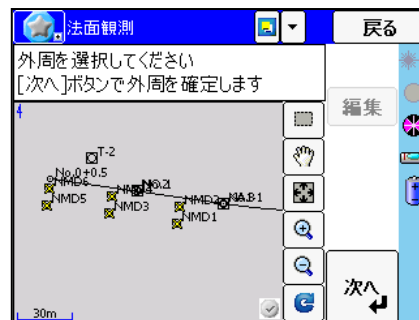 法面観測
戻る
外周を選択してください
[次へ]ボタンで外周を確定します
編集
4
T-2
No.0+0.5
NMD6
NMD5
NMD3
NMD2
NMD1
次へ
30m